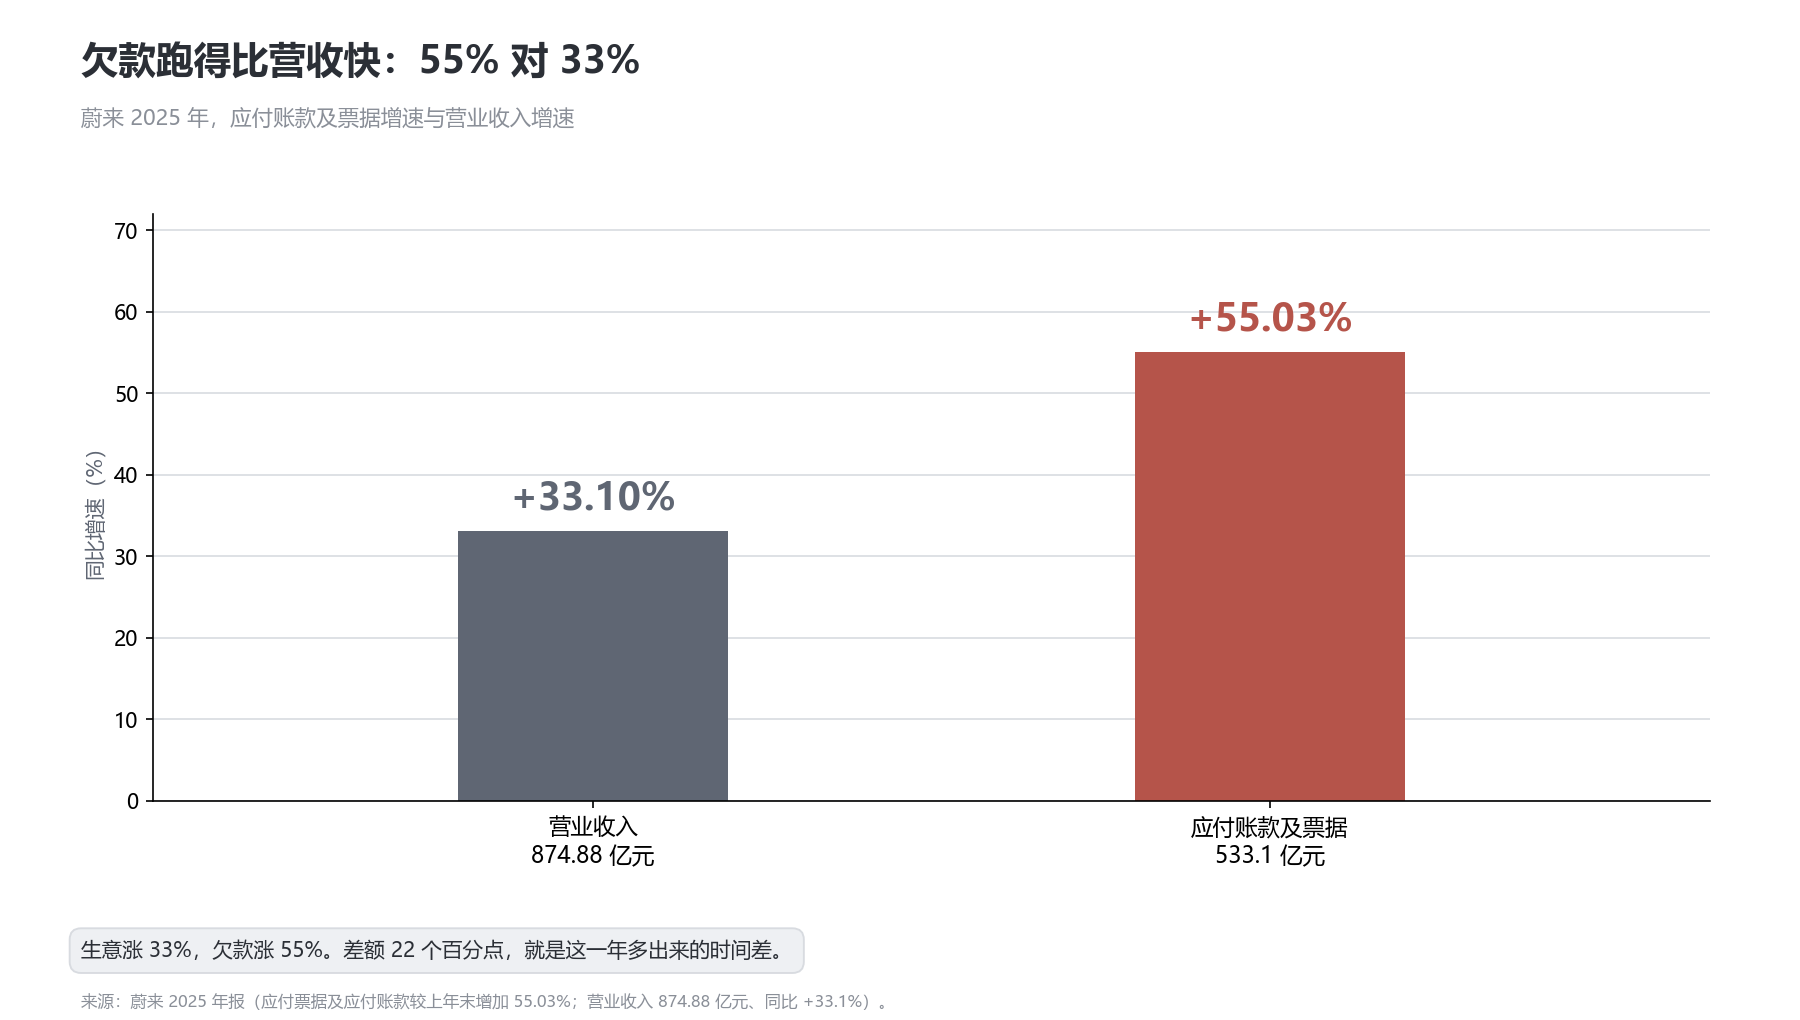 欠款跑得比营收快：55% 对 33%
蔚来 2025 年，应付账款及票据增速与营业收入增速
同比增速（%）
70
60
50
40
30
20
10
0
+33.10%
+55.03%
营业收入
874.88 亿元
应付账款及票据
533.1 亿元
生意涨 33%，欠款涨 55%。差额 22 个百分点，就是这一年多出来的时间差。
来源：蔚来 2025 年报（应付票据及应付账款较上年末增加 55.03%；营业收入 874.88 亿元、同比 +33.1%）。